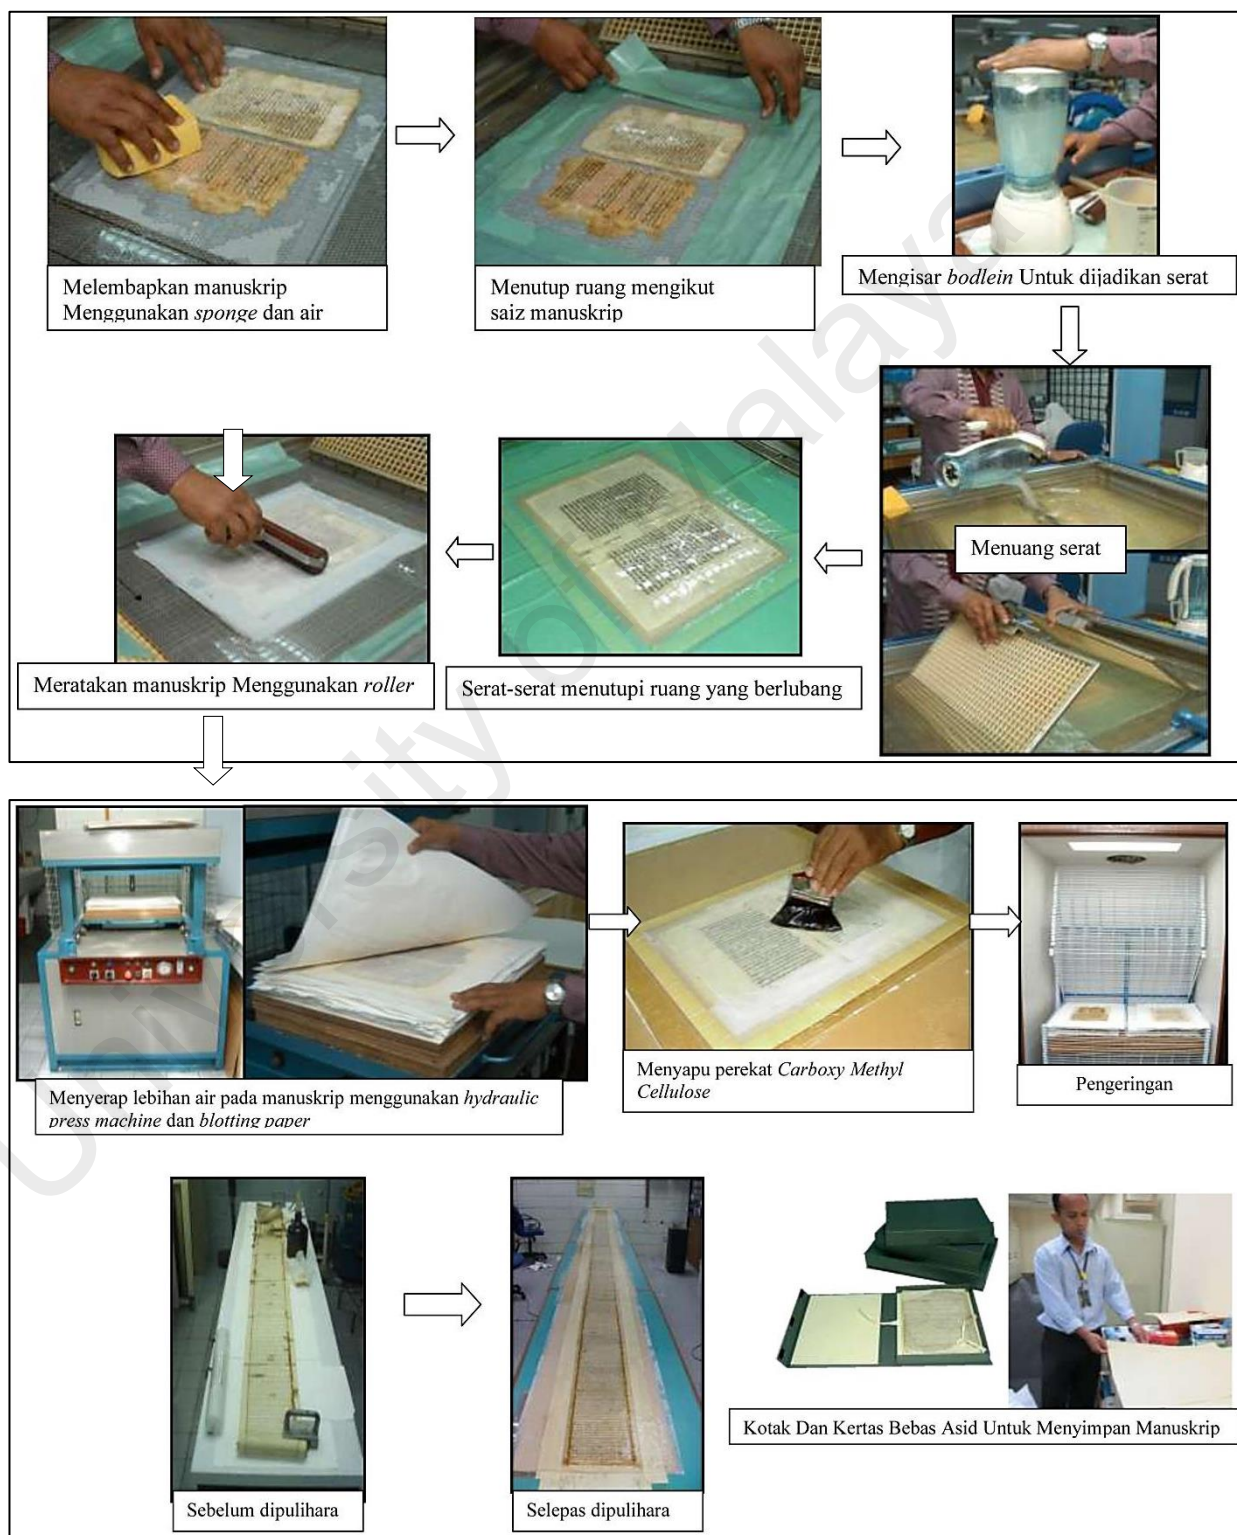 Melembapkan manuskrip
Menggunakan sponge dan air
Menutup ruang mengikut
saiz manuskrip
Mengisar bodlein Untuk dijadikan serat
Menuang serat
Serat-serat menutupi ruang yang berlubang
Meratakan manuskrip Menggunakan roller
Menyerap lebihan air pada manuskrip menggunakan hydraulic
press machine dan blotting paper
Menyapu perekat Carboxy Methyl
Cellulose
Pengeringan
Sebelum dipulihara
Selepas dipulihara
Kotak Dan Kertas Bebas Asid Untuk Menyimpan Manuskrip
University of Malaya